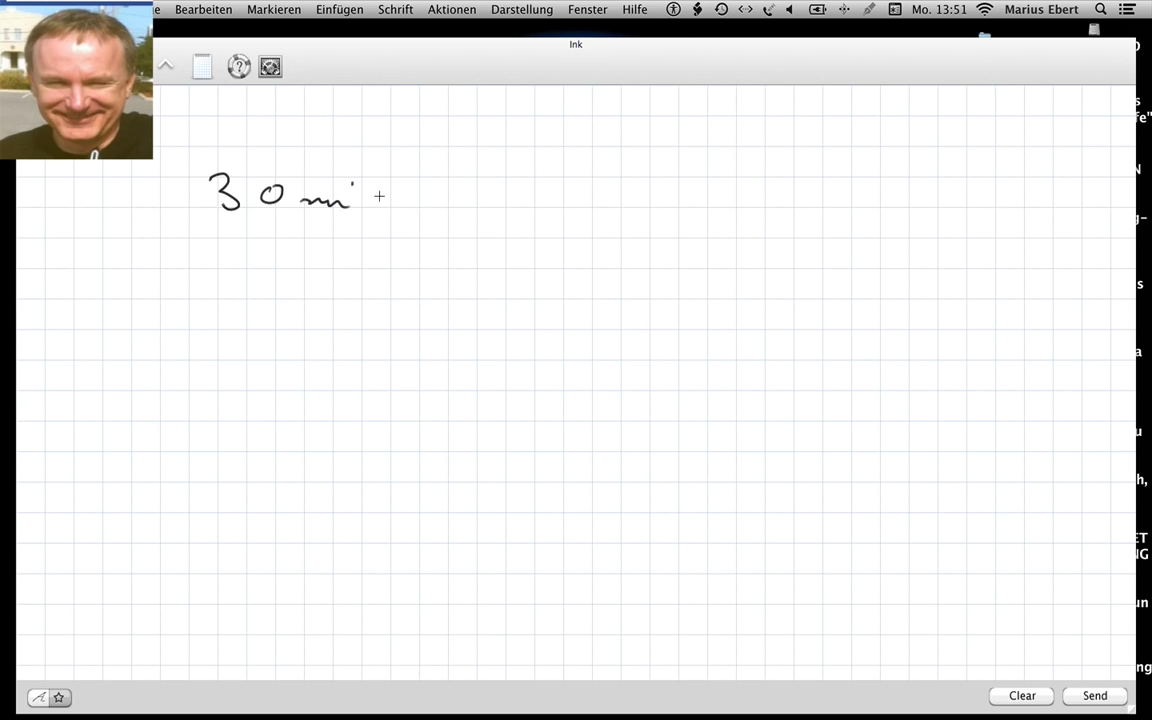 Bearbeiten Markieren Einfügen Schrift Aktionen Darstellung Fenster Hilfe Mo. 13:51 Marius Ebert
Ink
30 mi
Clear Send